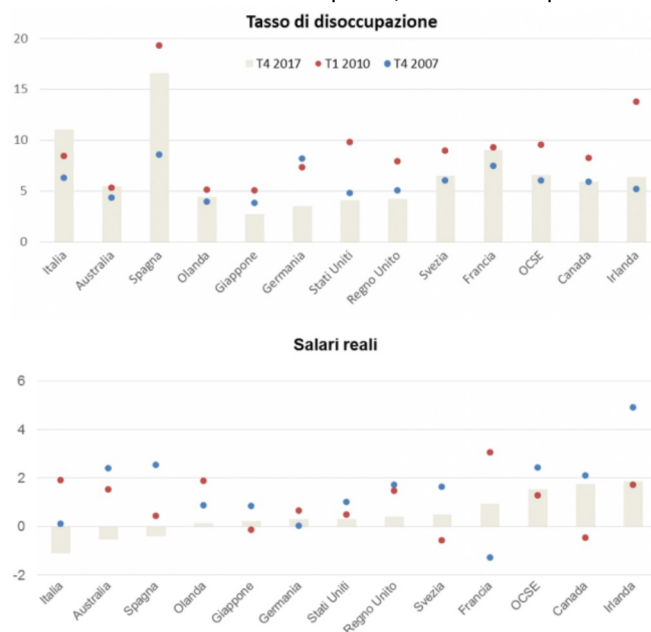 Tasso di disoccupazione
20
T4 2017 T1 2010 T4 2007
15
10
5
0
Italia Australia Spagna Olanda Giappone Germania Stati Uniti Regno Unito Svezia Francia OCSE Canada Irlanda
Salari reali
6
4
2
0
-2
Italia Australia Spagna Olanda Giappone Germania Stati Uniti Regno Unito Svezia Francia OCSE Canada Irlanda